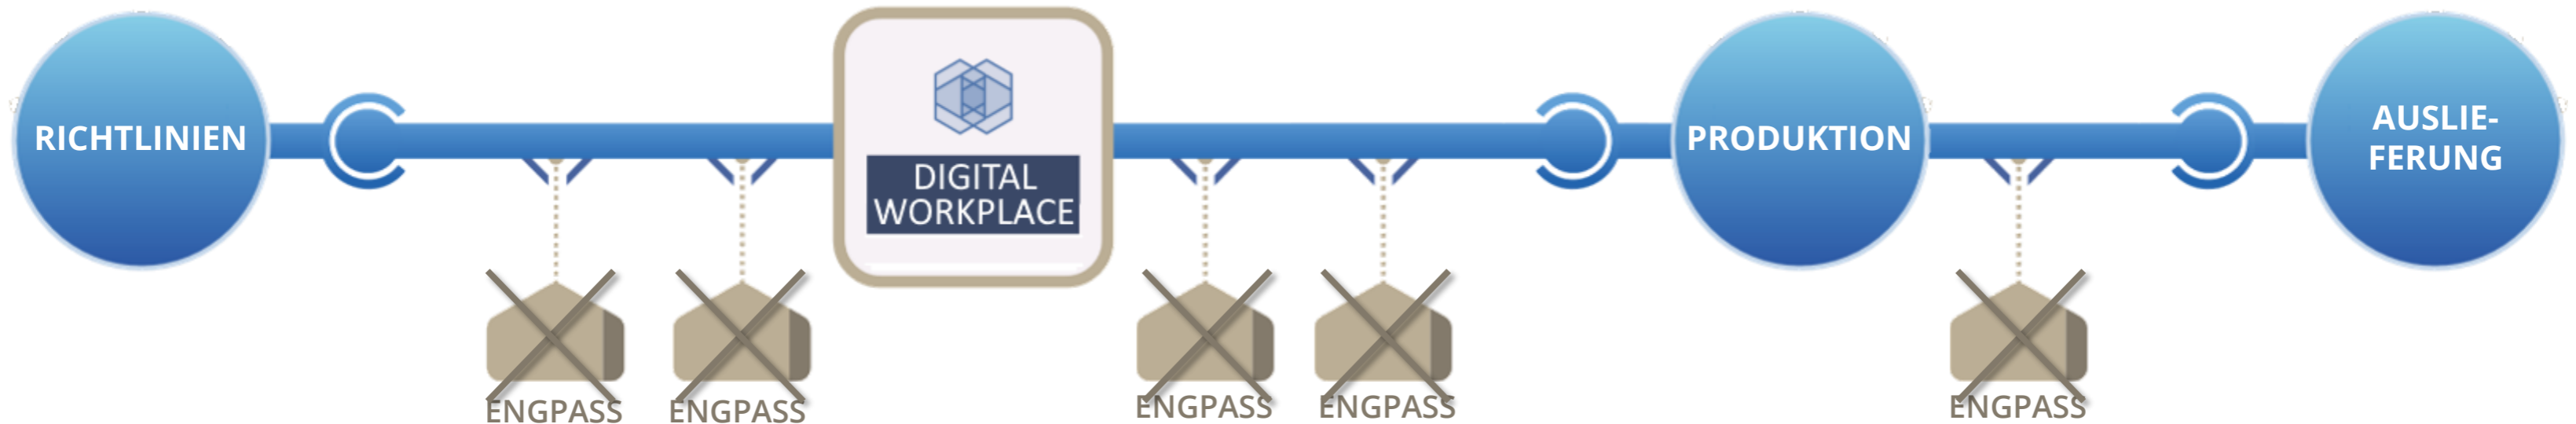 RICHTLINIEN
DIGITAL
WORKPLACE
PRODUKTION
AUSLIE-
FERUNG
ENGPASS
ENGPASS
ENGPASS
ENGPASS
ENGPASS